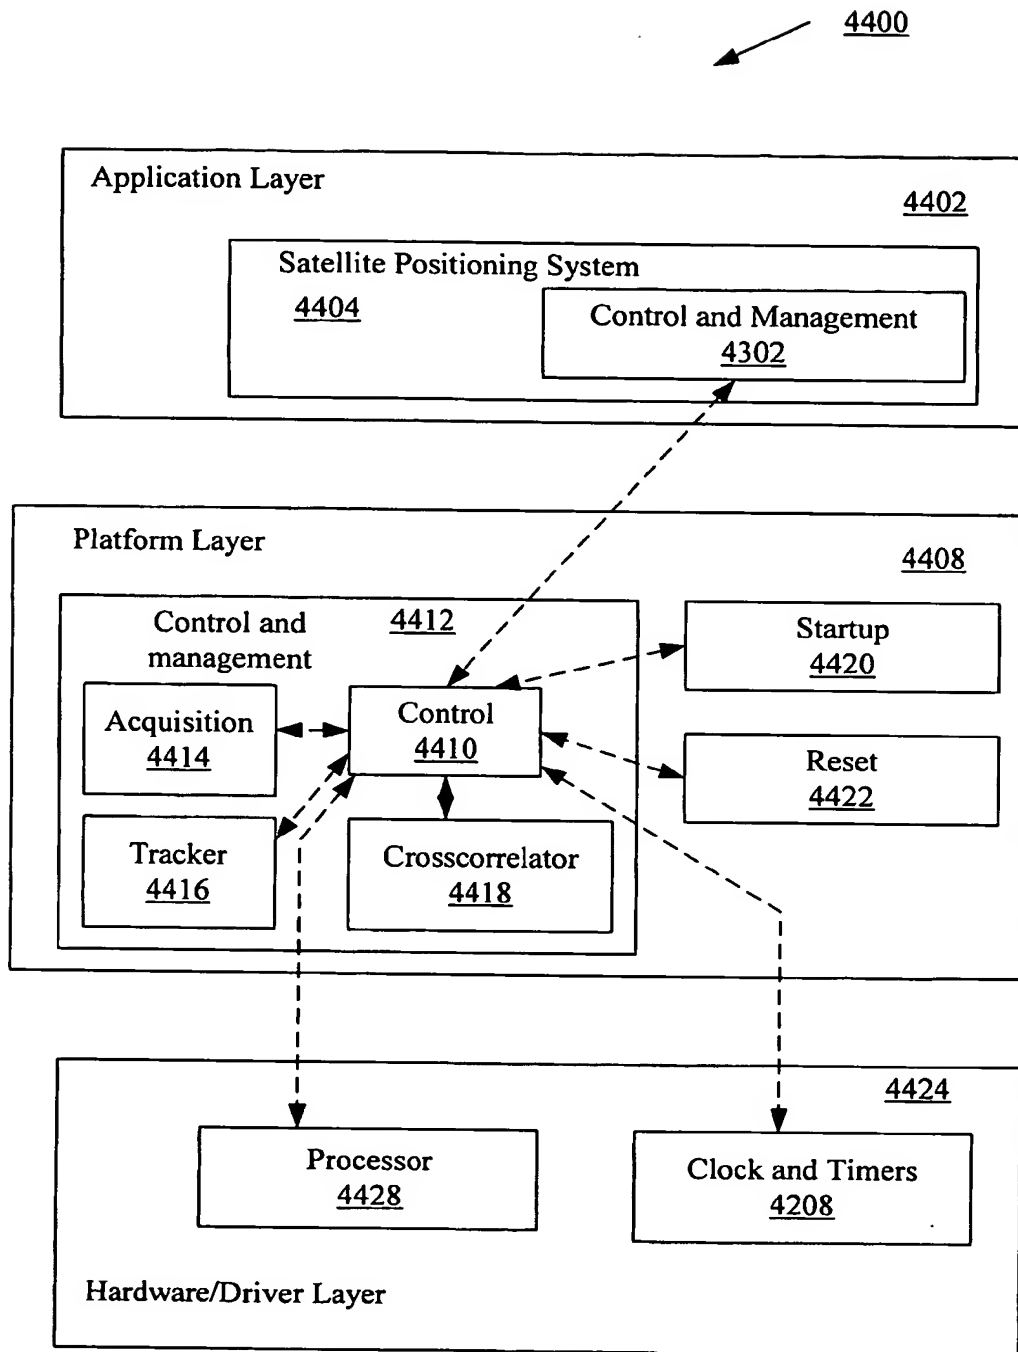 4400
Application Layer
4402
Satellite Positioning System
4404
Control and Management
4302
Platform Layer
4408
Control and
management
4412
Startup
4420
Acquisition
4414
Control
4410
Reset
4422
Tracker
4416
Crosscorrelator
4418
4424
Processor
4428
Clock and Timers
4208
Hardware/Driver Layer